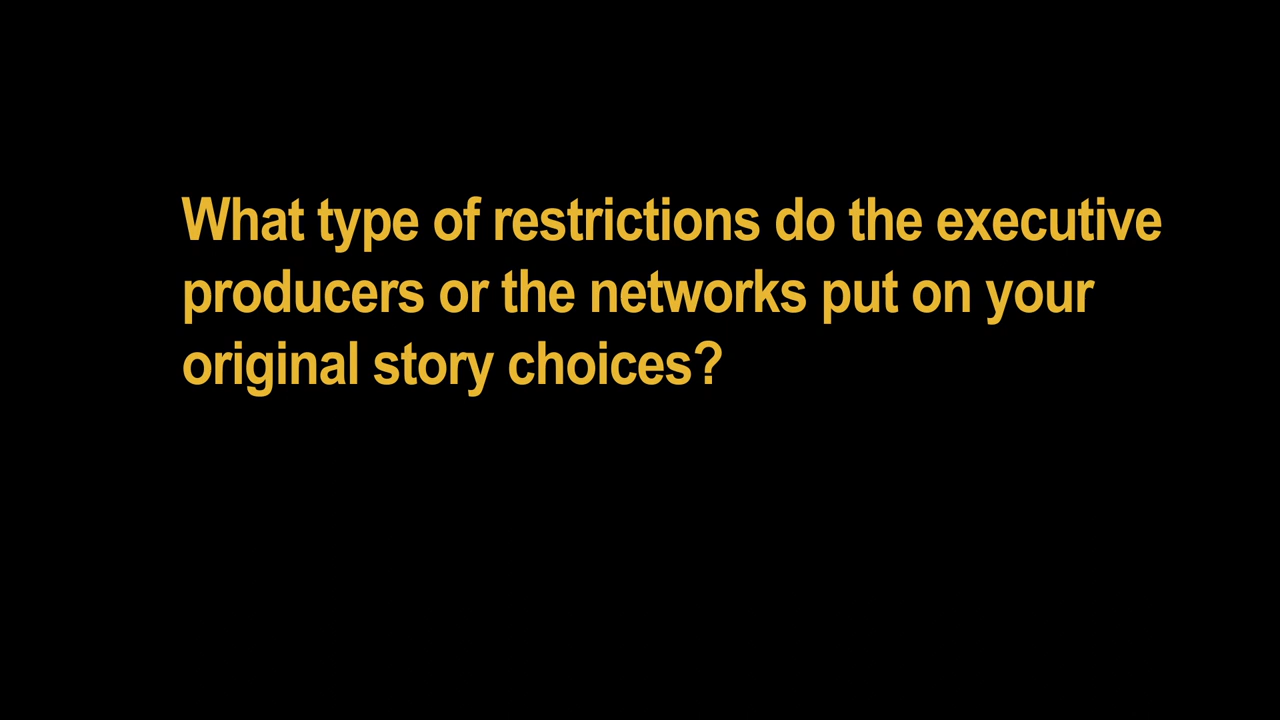 What type of restrictions do the executive
producers or the networks put on your
original story choices?